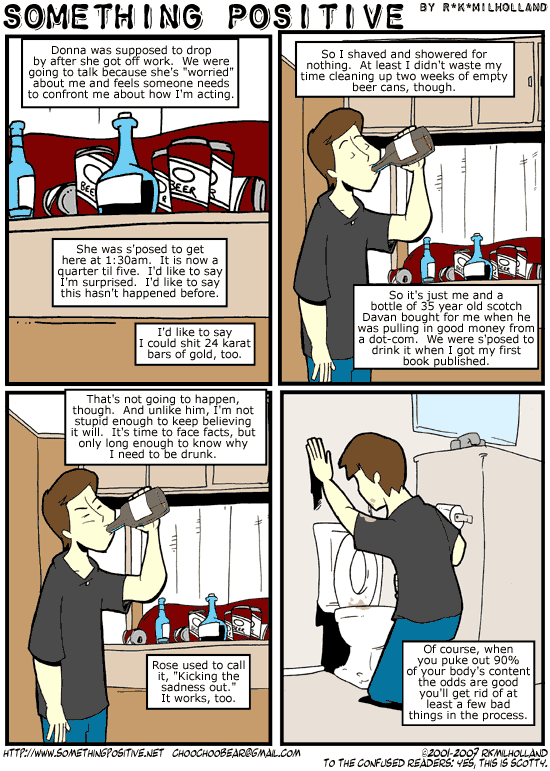 SOMETHING POSITIVE BY R*K*MILHOLLAND
Donna was supposed to drop
by after she got off work. We were
going to talk because she's "worried"
about me and feels someone needs
to confront me about how I'm acting.
BEER
BEER
She was s'posed to get
here at 1:30am. It is now a
quarter til five. I'd like to say
I'm surprised. I'd like to say
this hasn't happened before.
I'd like to say
I could shit 24 karat
bars of gold, too.
So I shaved and showered for
nothing. At least I didn't waste my
time cleaning up two weeks of empty
beer cans, though.
So it's just me and a
bottle of 35 year old scotch
Davan bought for me when he
was pulling in good money from
a dot-com. We were s'posed to
drink it when I got my first
book published.
That's not going to happen,
though. And unlike him, I'm not
stupid enough to keep believing
it will. It's time to face facts, but
only long enough to know why
I need to be drunk.
Rose used to call
it, "Kicking the
sadness out."
It works, too.
Of course, when
you puke out 90%
of your body's content
the odds are good
you'll get rid of at
least a few bad
things in the process.
HTTP://WWW.SOMETHINGPOSITIVE.NET CHOOCHOOBEAR@GMAIL.COM ©2001-2007 RKMILHOLLAND
TO THE CONFUSED READERS: YES, THIS IS SCOTTY.